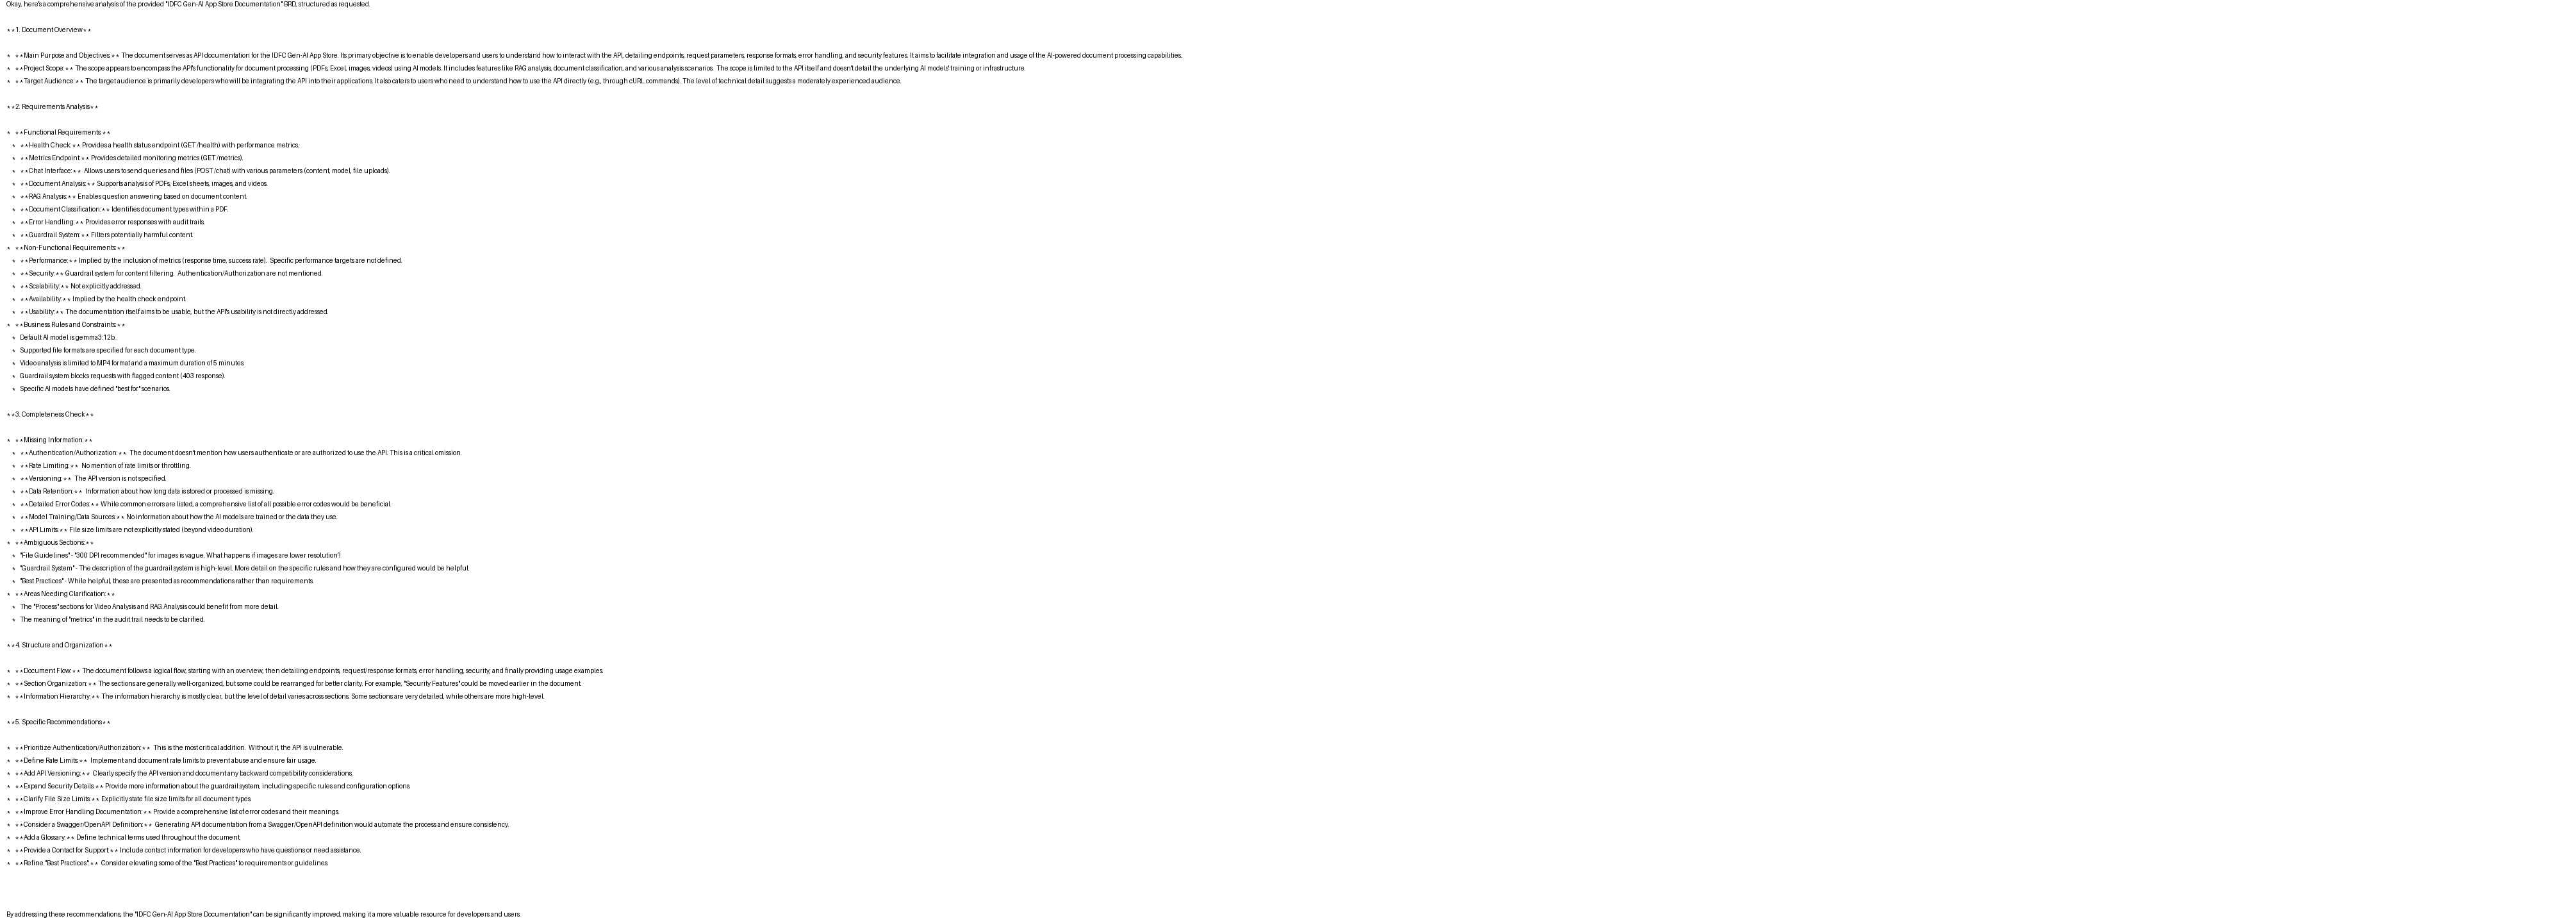 Okay, here's a comprehensive analysis of the provided "IDFC Gen-AI App Store Documentation" BRD, structured as requested.
**1. Document Overview**
* **Main Purpose and Objectives:** The document serves as API documentation for the IDFC Gen-AI App Store. Its primary objective is to enable developers and users to understand how to interact with the API, detailing endpoints, request parameters, response formats, error handling, and security features. It aims to facilitate integration and usage of the AI-powered document processing capabilities.
* **Project Scope:** The scope appears to encompass the API's functionality for document processing (PDFs, Excel, images, videos) using AI models. It includes features like RAG analysis, document classification, and various analysis scenarios. The scope is limited to the API itself and doesn't detail the underlying AI models' training or infrastructure.
* **Target Audience:** The target audience is primarily developers who will be integrating the API into their applications. It also caters to users who need to understand how to use the API directly (e.g., through cURL commands). The level of technical detail suggests a moderately experienced audience.
**2. Requirements Analysis**
* **Functional Requirements:**
* **Health Check:** Provides a health status endpoint (GET /health) with performance metrics.
* **Metrics Endpoint:** Provides detailed monitoring metrics (GET /metrics).
* **Chat Interface:** Allows users to send queries and files (POST /chat) with various parameters (content, model, file uploads).
* **Document Analysis:** Supports analysis of PDFs, Excel sheets, images, and videos.
* **RAG Analysis:** Enables question answering based on document content.
* **Document Classification:** Identifies document types within a PDF.
* **Error Handling:** Provides error responses with audit trails.
* **Guardrail System:** Filters potentially harmful content.
* **Non-Functional Requirements:**
* **Performance:** Implied by the inclusion of metrics (response time, success rate). Specific performance targets are not defined.
* **Security:** Guardrail system for content filtering. Authentication/Authorization are not mentioned.
* **Scalability:** Not explicitly addressed.
* **Availability:** Implied by the health check endpoint.
* **Usability:** The documentation itself aims to be usable, but the API's usability is not directly addressed.
* **Business Rules and Constraints:**
* Default AI model is gemma3:12b.
* Supported file formats are specified for each document type.
* Video analysis is limited to MP4 format and a maximum duration of 5 minutes.
* Guardrail system blocks requests with flagged content (403 response).
* Specific AI models have defined "best for" scenarios.
**3. Completeness Check**
* **Missing Information:**
* **Authentication/Authorization:** The document doesn't mention how users authenticate or are authorized to use the API. This is a critical omission.
* **Rate Limiting:** No mention of rate limits or throttling.
* **Versioning:** The API version is not specified.
* **Data Retention:** Information about how long data is stored or processed is missing.
* **Detailed Error Codes:** While common errors are listed, a comprehensive list of all possible error codes would be beneficial.
* **Model Training/Data Sources:** No information about how the AI models are trained or the data they use.
* **API Limits:** File size limits are not explicitly stated (beyond video duration).
* **Ambiguous Sections:**
* "File Guidelines" - "300 DPI recommended" for images is vague. What happens if images are lower resolution?
* "Guardrail System" - The description of the guardrail system is high-level. More detail on the specific rules and how they are configured would be helpful.
* "Best Practices" - While helpful, these are presented as recommendations rather than requirements.
* **Areas Needing Clarification:**
* The "Process" sections for Video Analysis and RAG Analysis could benefit from more detail.
* The meaning of "metrics" in the audit trail needs to be clarified.
**4. Structure and Organization**
* **Document Flow:** The document follows a logical flow, starting with an overview, then detailing endpoints, request/response formats, error handling, security, and finally providing usage examples.
* **Section Organization:** The sections are generally well-organized, but some could be rearranged for better clarity. For example, "Security Features" could be moved earlier in the document.
* **Information Hierarchy:** The information hierarchy is mostly clear, but the level of detail varies across sections. Some sections are very detailed, while others are more high-level.
**5. Specific Recommendations**
* **Prioritize Authentication/Authorization:** This is the most critical addition. Without it, the API is vulnerable.
* **Define Rate Limits:** Implement and document rate limits to prevent abuse and ensure fair usage.
* **Add API Versioning:** Clearly specify the API version and document any backward compatibility considerations.
* **Expand Security Details:** Provide more information about the guardrail system, including specific rules and configuration options.
* **Clarify File Size Limits:** Explicitly state file size limits for all document types.
* **Improve Error Handling Documentation:** Provide a comprehensive list of error codes and their meanings.
* **Consider a Swagger/OpenAPI Definition:** Generating API documentation from a Swagger/OpenAPI definition would automate the process and ensure consistency.
* **Add a Glossary:** Define technical terms used throughout the document.
* **Provide a Contact for Support:** Include contact information for developers who have questions or need assistance.
* **Refine "Best Practices":** Consider elevating some of the "Best Practices" to requirements or guidelines.
By addressing these recommendations, the "IDFC Gen-AI App Store Documentation" can be significantly improved, making it a more valuable resource for developers and users.